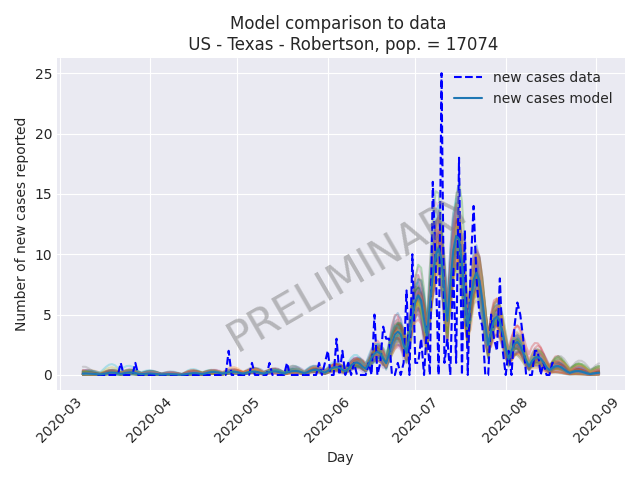 Model comparison to data
US - Texas - Robertson, pop. = 17074
new cases data
new cases model
Number of new cases reported
25
20
15
10
5
0
PRELIMINARY
2020-03
2020-04
2020-05
2020-06
2020-07
2020-08
2020-09
Day